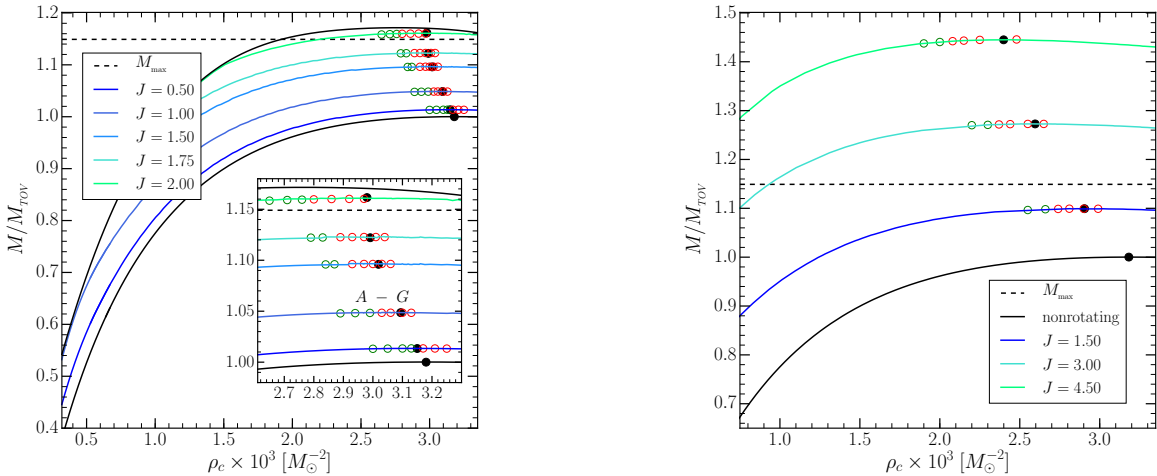 1.2
1.1
1.0
0.9
0.8
0.7
0.6
0.5
0.4
M/M_TOV
M_max
J = 0.50
J = 1.00
J = 1.50
J = 1.75
J = 2.00
1.15
1.10
1.05
1.00
A − G
2.7 2.8 2.9 3.0 3.1 3.2
0.5 1.0 1.5 2.0 2.5 3.0
ρ_c × 10^3 [M_⊙^−2]
1.5
1.4
1.3
1.2
1.1
1.0
0.9
0.8
0.7
M/M_TOV
M_max
nonrotating
J = 1.50
J = 3.00
J = 4.50
1.0 1.5 2.0 2.5 3.0
ρ_c × 10^3 [M_⊙^−2]